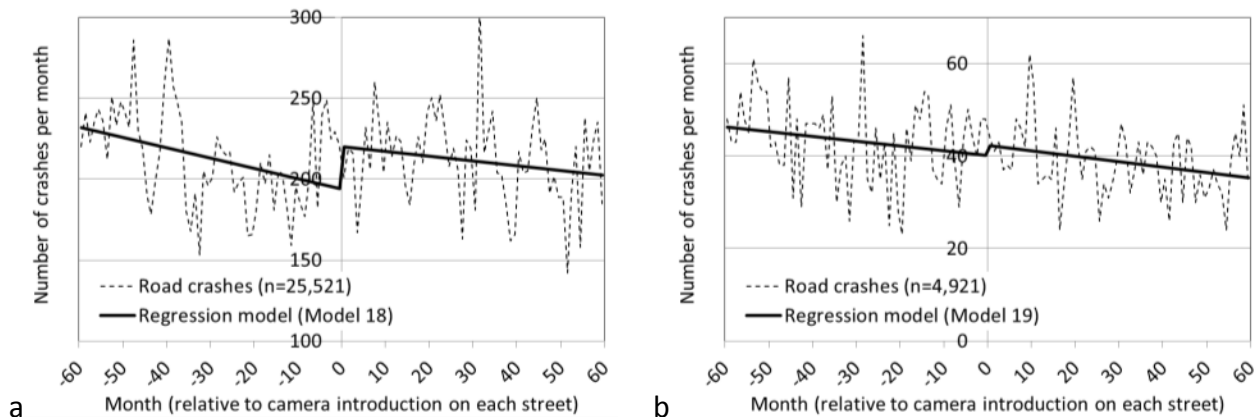 300
250
200
150
100
Number of crashes per month
Road crashes (n=25,521)
Regression model (Model 18)
-60 -50 -40 -30 -20 -10 0 10 20 30 40 50 60
Month (relative to camera introduction on each street)
a
60
40
20
0
Number of crashes per month
Road crashes (n=4,921)
Regression model (Model 19)
-60 -50 -40 -30 -20 -10 0 10 20 30 40 50 60
Month (relative to camera introduction on each street)
b